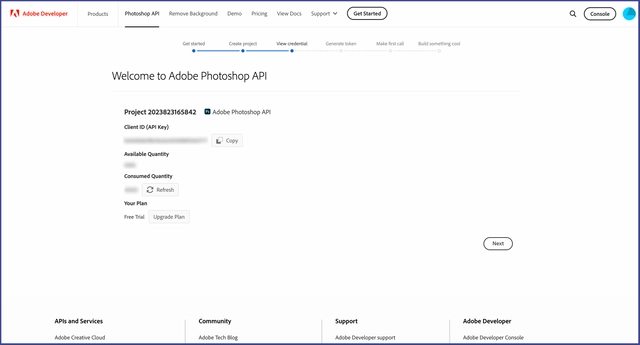 Adobe Developer Products Photoshop API Remove Background Demo Pricing View Docs Support Get Started Console
Get started Create project View credential Generate token Make first call Build something cool
Welcome to Adobe Photoshop API
Project 2023823165842 Adobe Photoshop API
Client ID (API Key)
Copy
Available Quantity
Consumed Quantity
Refresh
Your Plan
Free Trial Upgrade Plan
Next
APIs and Services Community Support Adobe Developer
Adobe Creative Cloud Adobe Tech Blog Adobe Developer support Adobe Developer Console